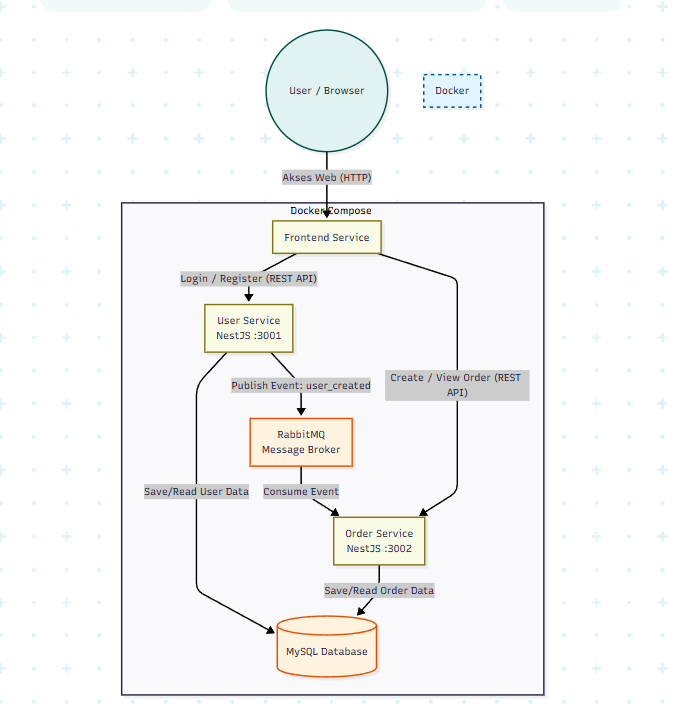 User / Browser
Docker
Akses Web (HTTP)
Docker Compose
Frontend Service
Login / Register (REST API)
User Service
NestJS :3001
Create / View Order (REST
API)
Publish Event: user_created
RabbitMQ
Message Broker
Save/Read User Data
Consume Event
Order Service
NestJS :3002
Save/Read Order Data
MySQL Database